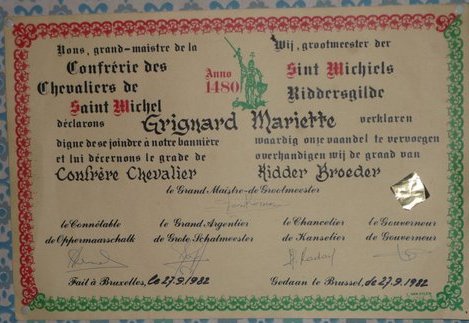 Nous, grand-maistre de la
Confrérie des
Chevaliers de
Saint Michel
Anno
1480
Wij, grootmeester der
Sint Michiels
Riddersgilde
déclarons Grignard Mariette verklaren
digne de se joindre à notre bannière
et lui décernons le grade de
Confrère Chevalier
waardig onze vaandel te vervoegen
overhandigen wij de graad van
Ridder Broeder
le Grand Maistre-de Grootmeester
le Connétable
de Oppermaarschalk
le Grand Argentier
de Grote Schatmeester
le Chancelier
de Kanselier
le Gouverneur
de Gouverneur
Fait à Bruxelles, le 27.9.1982
Gedaan te Brussel, de 27.9.1982